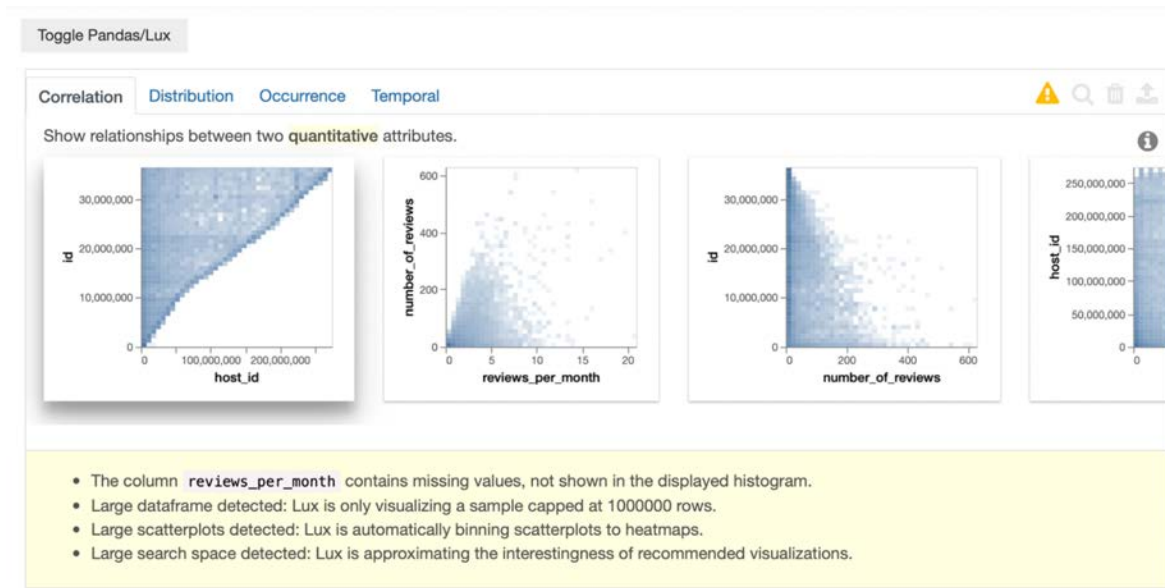 Toggle Pandas/Lux
Correlation Distribution Occurrence Temporal
Show relationships between two quantitative attributes.
30,000,000
20,000,000
10,000,000
0
id
0 100,000,000 200,000,000
host_id
600
400
200
0
number_of_reviews
0 5 10 15 20
reviews_per_month
30,000,000
20,000,000
10,000,000
0
id
0 200 400 600
number_of_reviews
250,000,000
200,000,000
150,000,000
100,000,000
50,000,000
0
host_id
0
• The column reviews_per_month contains missing values, not shown in the displayed histogram.
• Large dataframe detected: Lux is only visualizing a sample capped at 1000000 rows.
• Large scatterplots detected: Lux is automatically binning scatterplots to heatmaps.
• Large search space detected: Lux is approximating the interestingness of recommended visualizations.